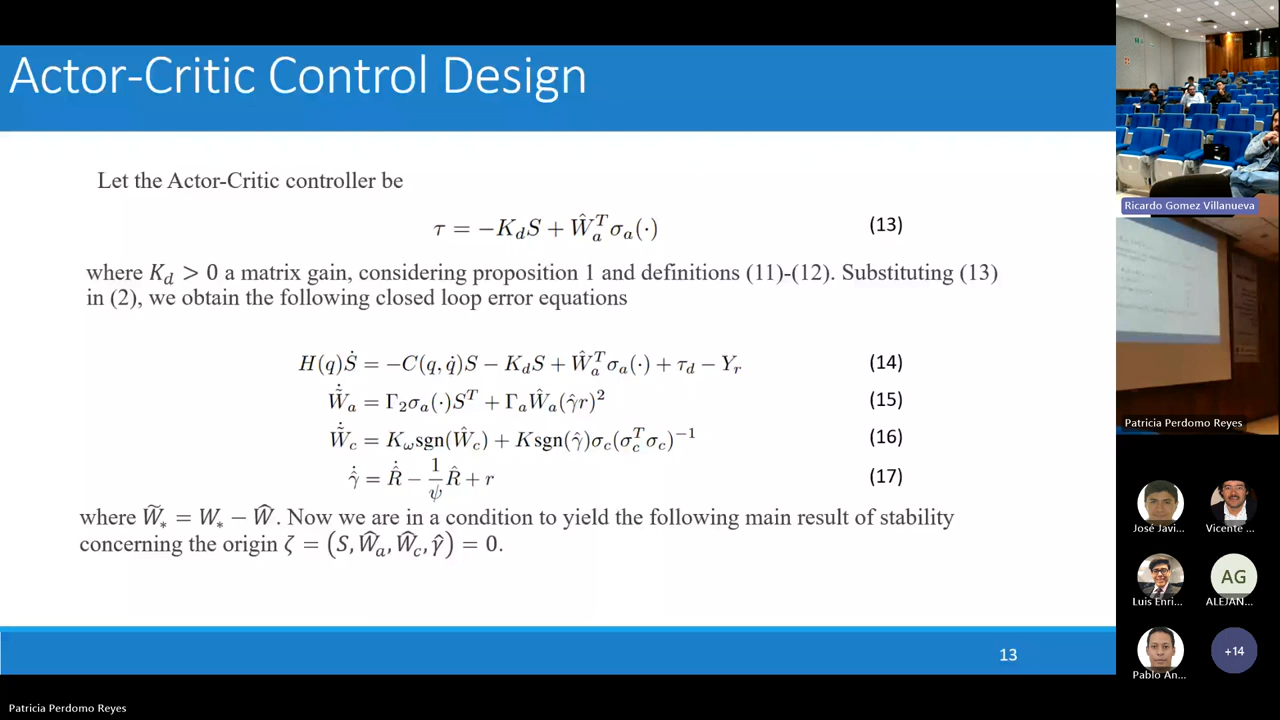 Actor-Critic Control Design
Let the Actor-Critic controller be
τ = −K_d S + Ŵ_a^T σ_a(·) (13)
where K_d > 0 a matrix gain, considering proposition 1 and definitions (11)-(12). Substituting (13)
in (2), we obtain the following closed loop error equations
H(q)Ṡ = −C(q, q̇)S − K_d S + Ŵ_a^T σ_a(·) + τ_d − Y_r (14)
W̃̇_a = Γ_2 σ_a(·)S^T + Γ_a Ŵ_a(γ̂r)^2 (15)
W̃̇_c = K_ω sgn(Ŵ_c) + K sgn(γ̂)σ_c(σ_c^T σ_c)^{−1} (16)
γ̂̇ = R̂̇ − 1/ψ R̂ + r (17)
where W̃_* = W_* − Ŵ. Now we are in a condition to yield the following main result of stability
concerning the origin ζ = (S, Ŵ_a, Ŵ_c, γ̂) = 0.
13
Patricia Perdomo Reyes
Ricardo Gomez Villanueva
Patricia Perdomo Reyes
José Javi...
Vicente ...
Luis Enri...
AG
ALEJAN...
Pablo An...
+14